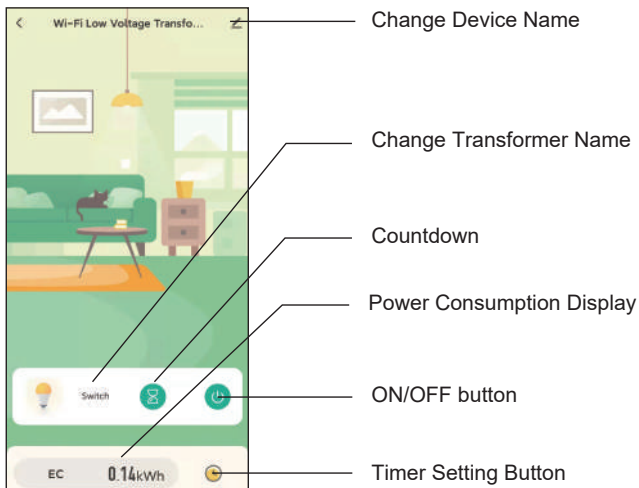 Wi-Fi Low Voltage Transfo...
Change Device Name
Change Transformer Name
Countdown
Power Consumption Display
Switch
ON/OFF button
EC 0.14kWh
Timer Setting Button